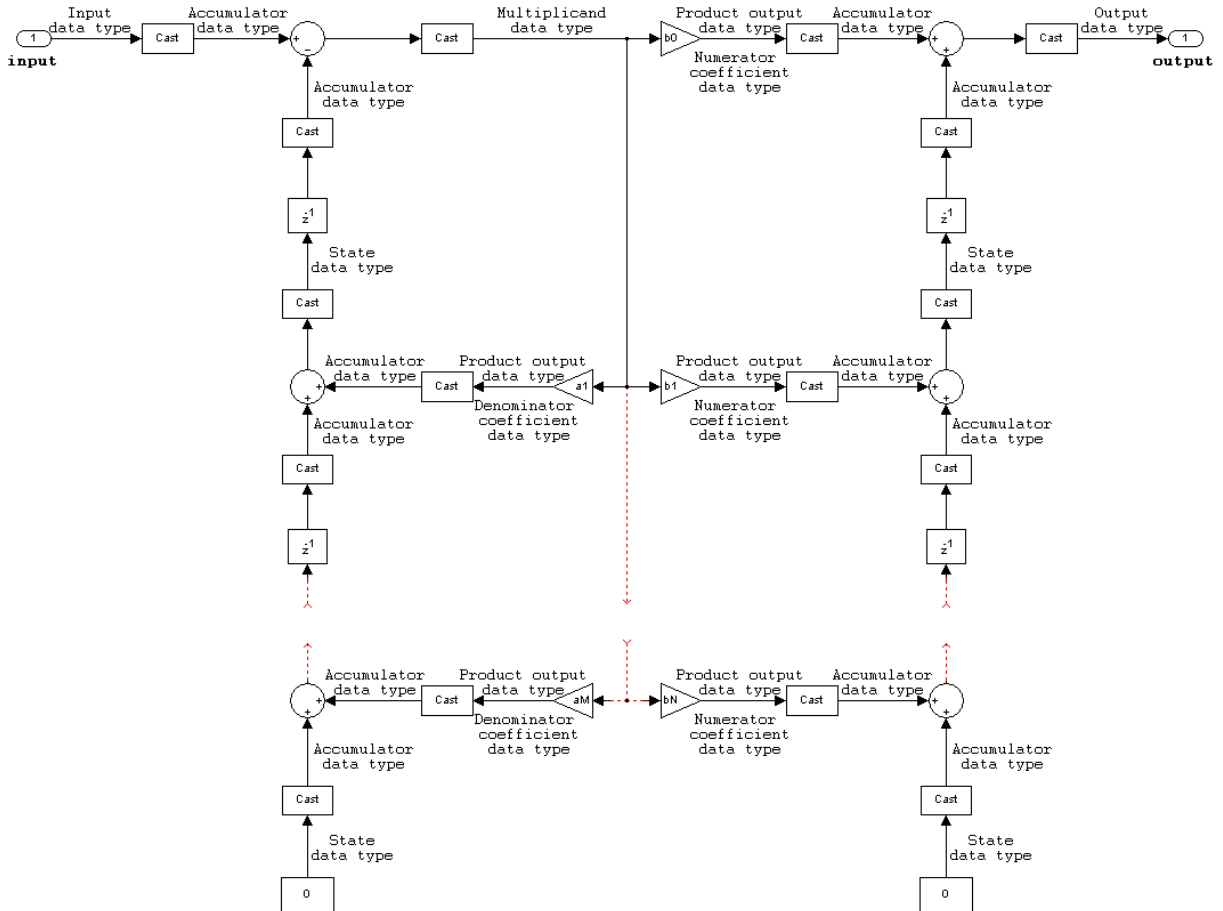 Input
data type
Accumulator
data type
Multiplicand
data type
Product output
data type
Accumulator
data type
Output
data type
1
Cast
+
−
Cast
b0
Cast
+
+
Cast
1
input
output
Numerator
coefficient
data type
Accumulator
data type
Accumulator
data type
Cast
Cast
z-1
z-1
State
data type
State
data type
Cast
Cast
Accumulator
data type
Product output
data type
Product output
data type
Accumulator
data type
+
+
Cast
a1
b1
Cast
+
+
Accumulator
data type
Denominator
coefficient
data type
Numerator
coefficient
data type
Accumulator
data type
Cast
Cast
z-1
z-1
Accumulator
data type
Product output
data type
Product output
data type
Accumulator
data type
+
+
Cast
aM
bN
Cast
+
+
Accumulator
data type
Denominator
coefficient
data type
Numerator
coefficient
data type
Accumulator
data type
Cast
Cast
State
data type
State
data type
0
0